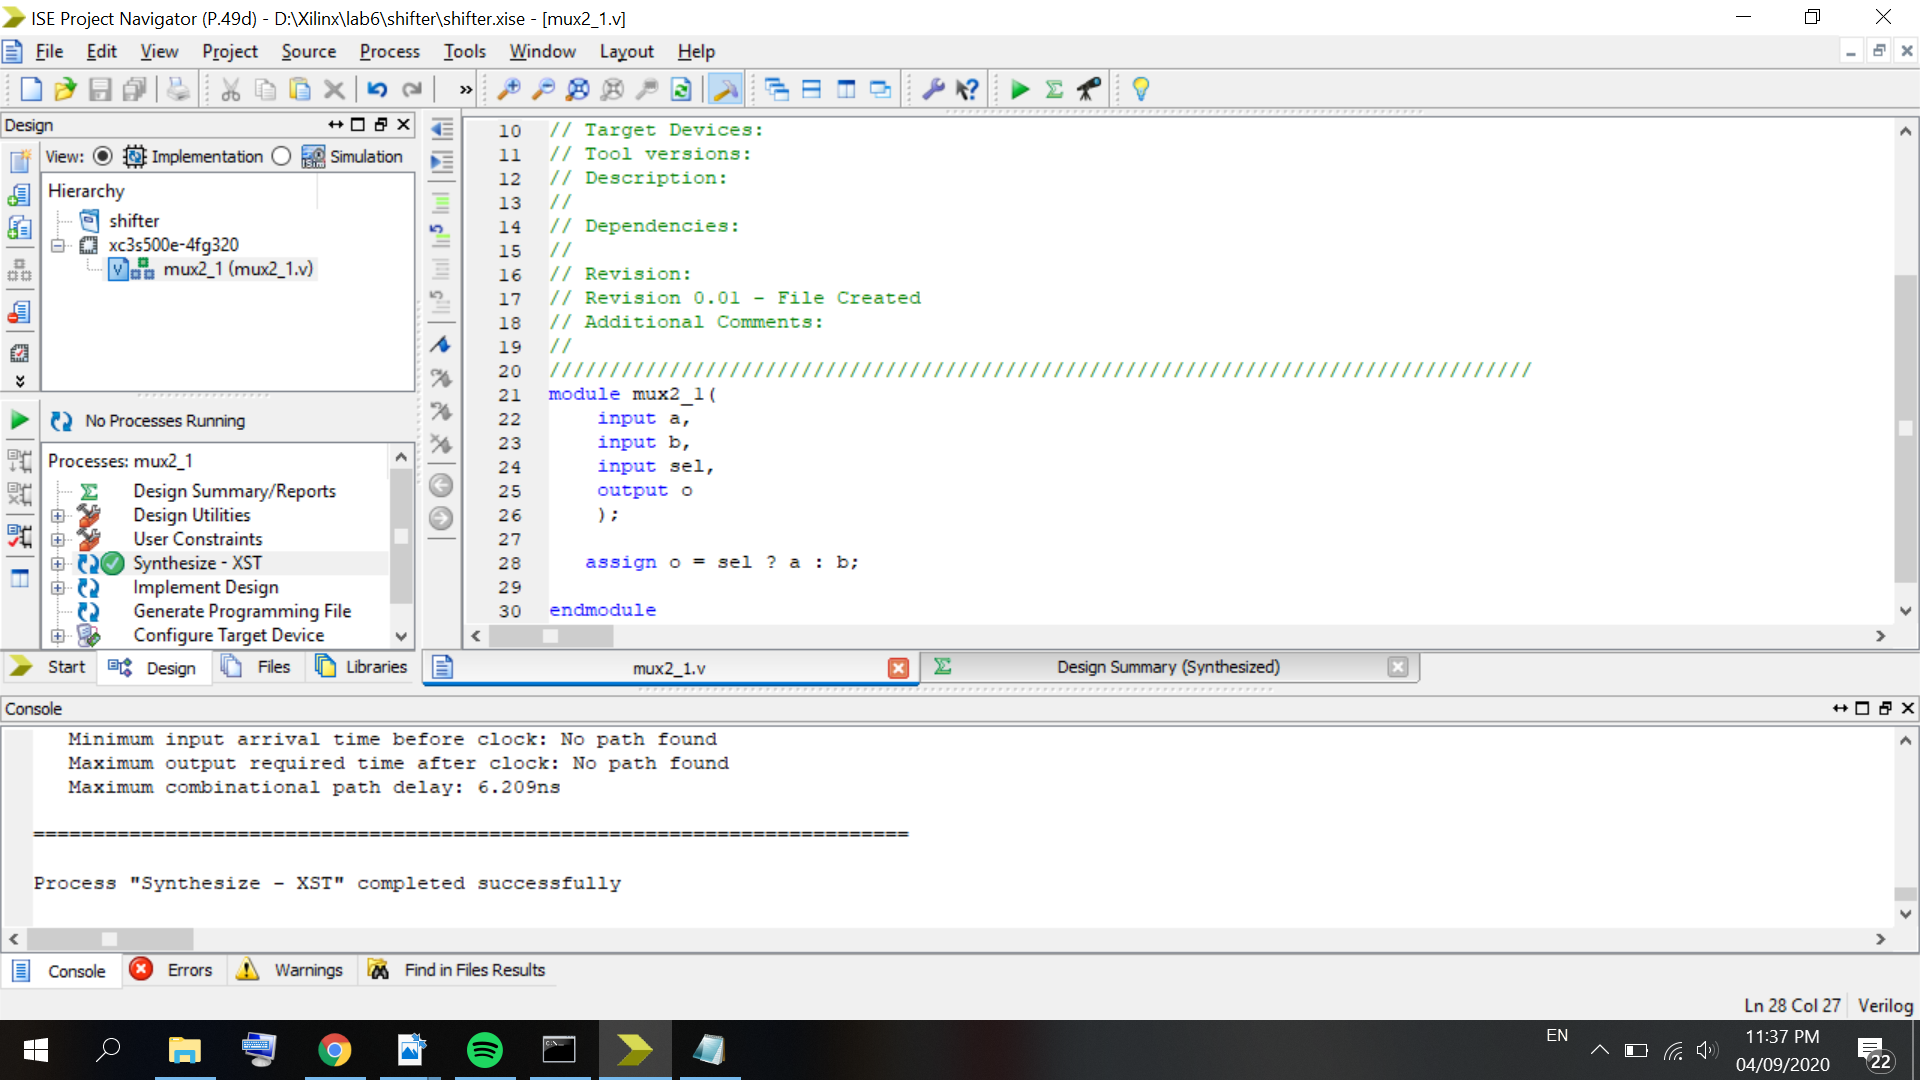 ISE Project Navigator (P.49d) - D:\Xilinx\lab6\shifter\shifter.xise - [mux2_1.v]
File Edit View Project Source Process Tools Window Layout Help
Design
View: Implementation Simulation
Hierarchy
shifter
xc3s500e-4fg320
mux2_1 (mux2_1.v)
No Processes Running
Processes: mux2_1
Design Summary/Reports
Design Utilities
User Constraints
Synthesize - XST
Implement Design
Generate Programming File
Configure Target Device
Start Design Files Libraries
10 // Target Devices:
11 // Tool versions:
12 // Description:
13 //
14 // Dependencies:
15 //
16 // Revision:
17 // Revision 0.01 - File Created
18 // Additional Comments:
19 //
20 //////////////////////////////////////////////////////////////////////////////////
21 module mux2_1(
22 input a,
23 input b,
24 input sel,
25 output o
26 );
27
28 assign o = sel ? a : b;
29
30 endmodule
mux2_1.v Design Summary (Synthesized)
Console
Minimum input arrival time before clock: No path found
Maximum output required time after clock: No path found
Maximum combinational path delay: 6.209ns
=========================================================================
Process "Synthesize - XST" completed successfully
Console Errors Warnings Find in Files Results
Ln 28 Col 27 Verilog
EN
11:37 PM
04/09/2020
22